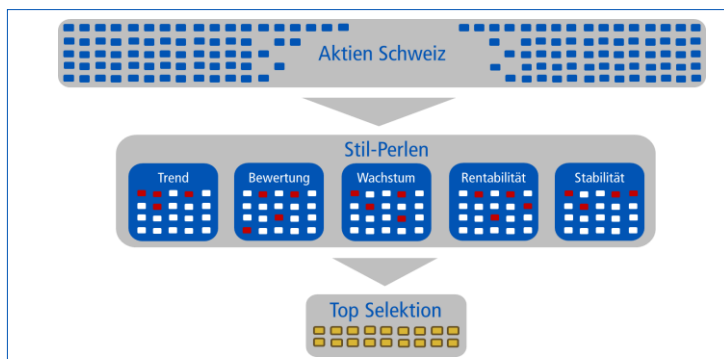 Aktien Schweiz
Stil-Perlen
Trend
Bewertung
Wachstum
Rentabilität
Stabilität
Top Selektion